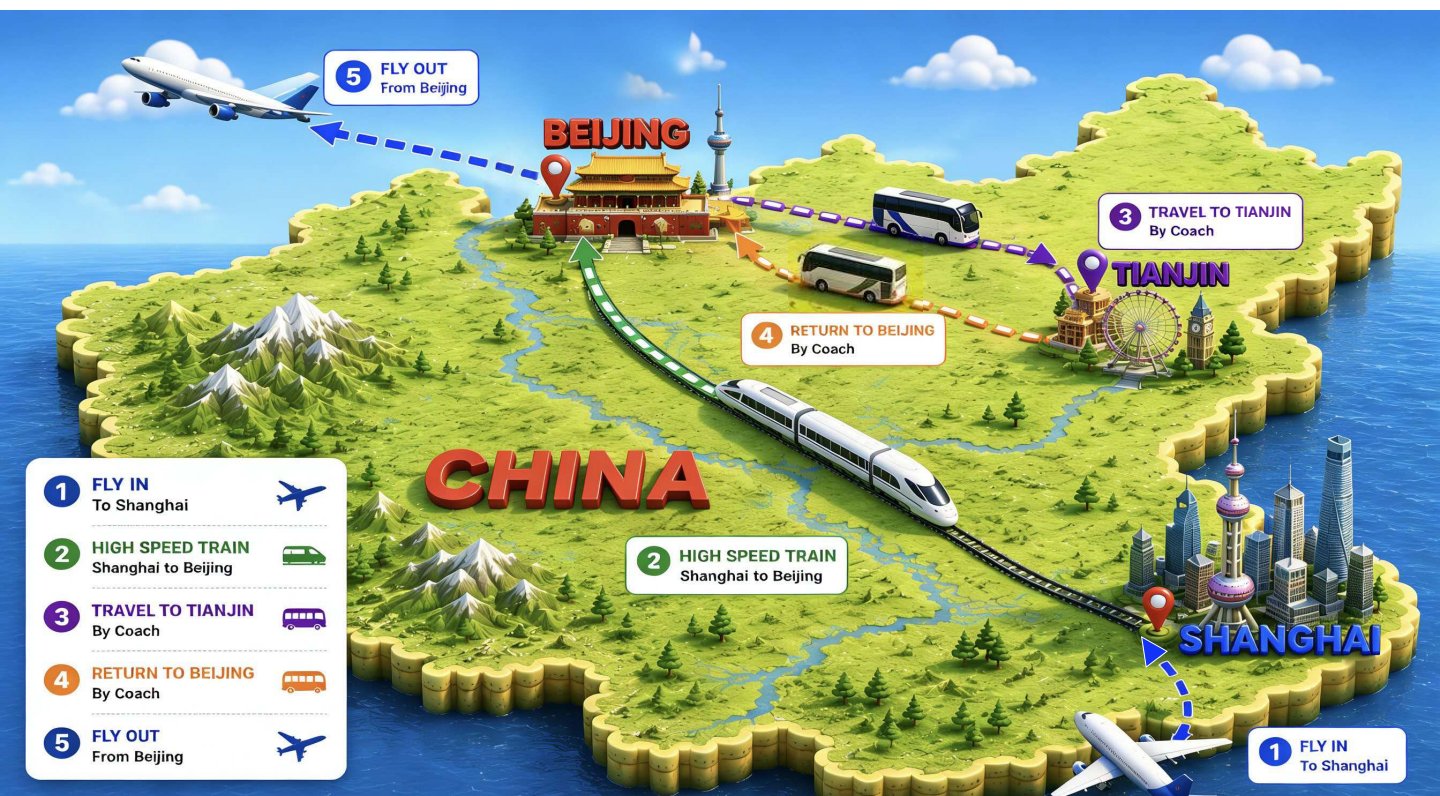 5 FLY OUT
From Beijing
BEIJING
3 TRAVEL TO TIANJIN
By Coach
TIANJIN
4 RETURN TO BEIJING
By Coach
CHINA
1 FLY IN
To Shanghai
2 HIGH SPEED TRAIN
Shanghai to Beijing
3 TRAVEL TO TIANJIN
By Coach
4 RETURN TO BEIJING
By Coach
5 FLY OUT
From Beijing
2 HIGH SPEED TRAIN
Shanghai to Beijing
SHANGHAI
1 FLY IN
To Shanghai